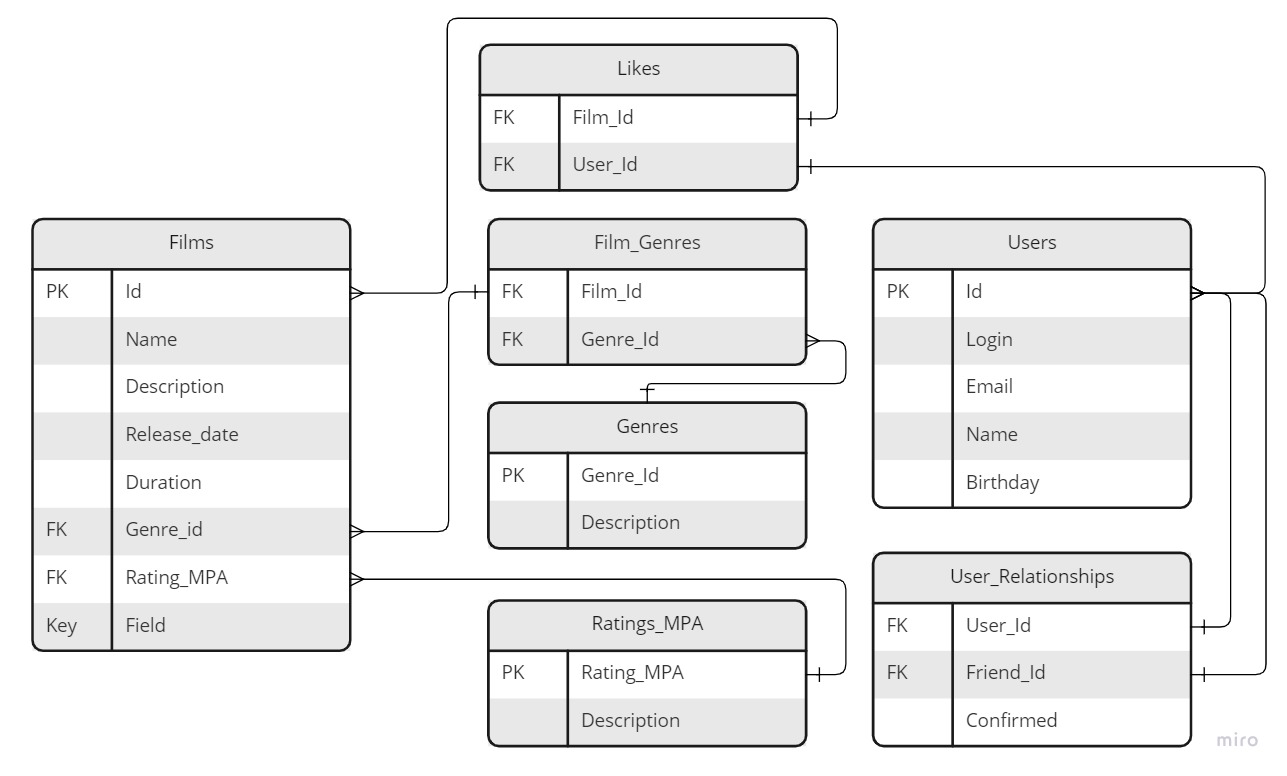 Likes
FK Film_Id
FK User_Id
Films
PK Id
Name
Description
Release_date
Duration
FK Genre_id
FK Rating_MPA
Key Field
Film_Genres
FK Film_Id
FK Genre_Id
Genres
PK Genre_Id
Description
Ratings_MPA
PK Rating_MPA
Description
Users
PK Id
Login
Email
Name
Birthday
User_Relationships
FK User_Id
FK Friend_Id
Confirmed
miro